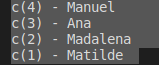 c(4) - Manuel
c(3) - Ana
c(2) - Madalena
c(1) - Matilde